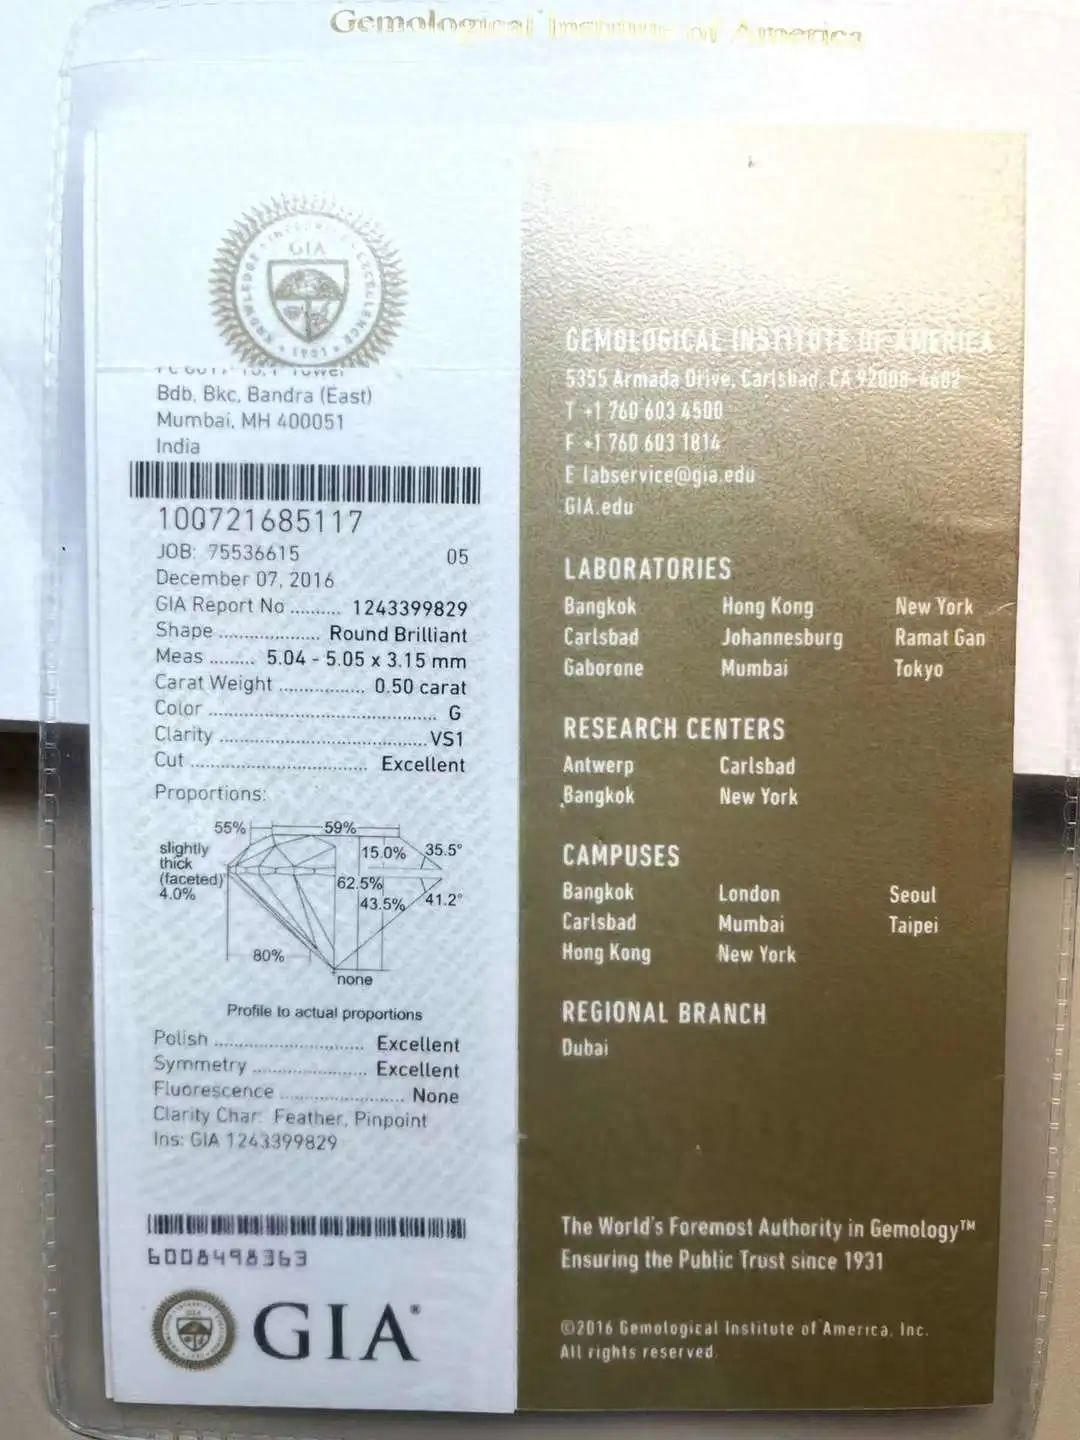 Gemological Institute of America
GIA
Bdb, Bkc, Bandra (East)
Mumbai, MH 400051
India
100721685117
JOB: 75536615 05
December 07, 2016
GIA Report No .......... 1243399829
Shape .................... Round Brilliant
Meas ......... 5.04 - 5.05 x 3.15 mm
Carat Weight ................. 0.50 carat
Color ............................................. G
Clarity .......................................... VS1
Cut ................................... Excellent
Proportions:
55% 59%
slightly thick (faceted) 4.0%
15.0% 35.5°
62.5%
43.5% 41.2°
80%
none
Profile to actual proportions
Polish .............................. Excellent
Symmetry ....................... Excellent
Fluorescence ......................... None
Clarity Char: Feather, Pinpoint
Ins: GIA 1243399829
6008498363
GIA®
GEMOLOGICAL INSTITUTE OF AMERICA
5355 Armada Drive, Carlsbad, CA 92008-4602
T +1 760 603 4500
F +1 760 603 1814
E labservice@gia.edu
GIA.edu
LABORATORIES
Bangkok Hong Kong New York
Carlsbad Johannesburg Ramat Gan
Gaborone Mumbai Tokyo
RESEARCH CENTERS
Antwerp Carlsbad
Bangkok New York
CAMPUSES
Bangkok London Seoul
Carlsbad Mumbai Taipei
Hong Kong New York
REGIONAL BRANCH
Dubai
The World's Foremost Authority in Gemology™
Ensuring the Public Trust since 1931
©2016 Gemological Institute of America, Inc.
All rights reserved.